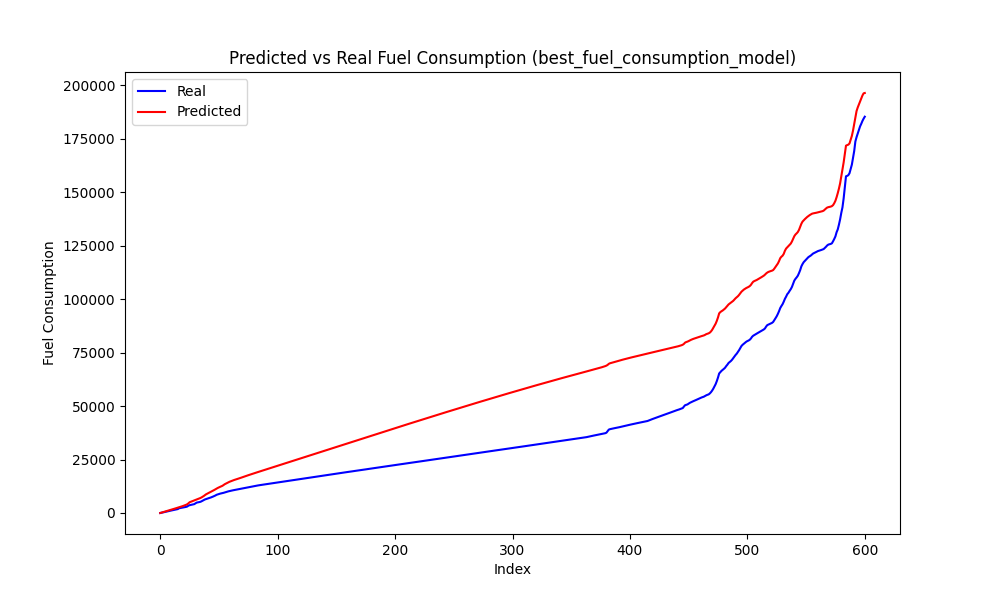 Predicted vs Real Fuel Consumption (best_fuel_consumption_model)
Real
Predicted
200000
175000
150000
125000
100000
75000
50000
25000
0
Fuel Consumption
0 100 200 300 400 500 600
Index